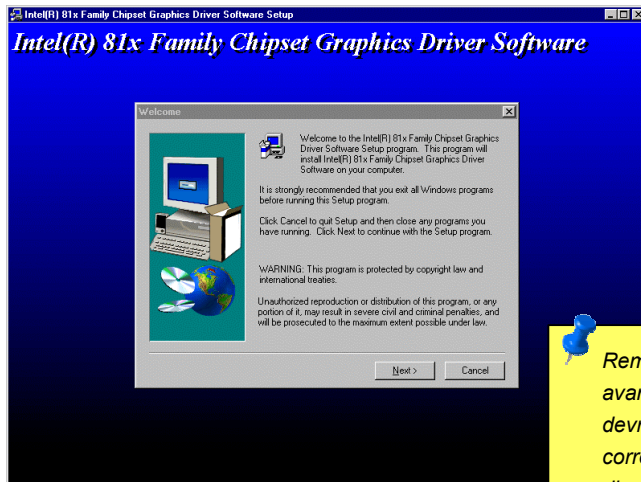 Intel(R) 81x Family Chipset Graphics Driver Software Setup
Intel(R) 81x Family Chipset Graphics Driver Software
Welcome
Welcome to the Intel(R) 81x Family Chipset Graphics
Driver Software Setup program. This program will
install Intel(R) 81x Family Chipset Graphics Driver
Software on your computer.
It is strongly recommended that you exit all Windows programs
before running this Setup program.
Click Cancel to quit Setup and then close any programs you
have running. Click Next to continue with the Setup program.
WARNING: This program is protected by copyright law and
international treaties.
Unauthorized reproduction or distribution of this program, or any
portion of it, may result in severe civil and criminal penalties, and
will be prosecuted to the maximum extent possible under law.
Next >
Cancel
Rem
avan
devr
corre